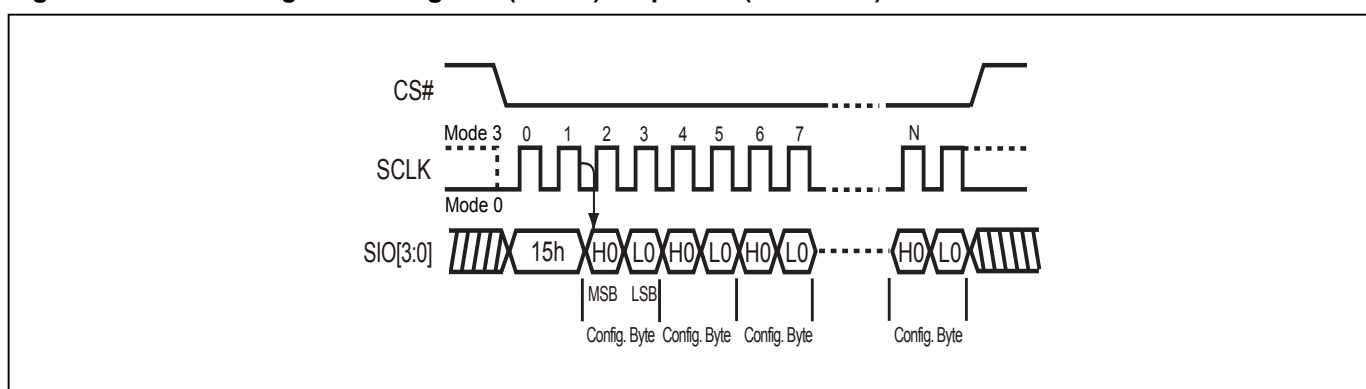 CS#
Mode 3 0 1 2 3 4 5 6 7 N
SCLK
Mode 0
SIO[3:0] 15h H0 L0 H0 L0 H0 L0 H0 L0
MSB LSB
Config. Byte Config. Byte Config. Byte Config. Byte